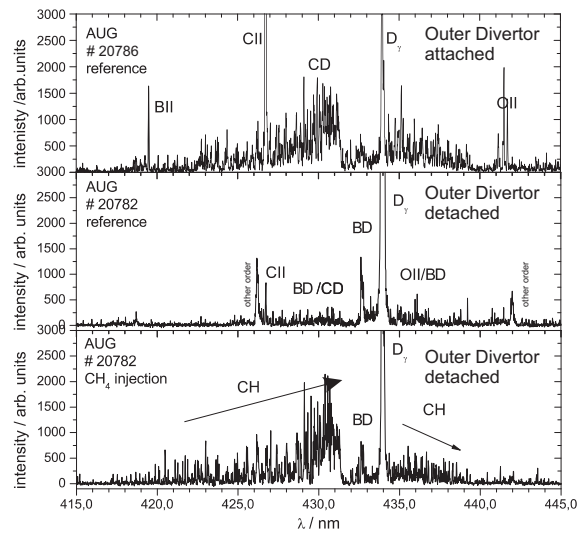 3000
2500
2000
1500
1000
500
0
intenisty /arb.units
AUG
# 20786
reference
BII
CII
CD
Dγ
Outer Divertor
attached
OII
3000
2500
2000
1500
1000
500
0
intensity / arb. units
AUG
# 20782
reference
other order
CII
BD /CD
BD
Dγ
Outer Divertor
detached
OII/BD
other order
3000
2500
2000
1500
1000
500
0
intensity / arb. units
AUG
# 20782
CH4 injection
CH
BD
Dγ
Outer Divertor
detached
CH
415,0 420,0 425,0 430,0 435,0 440,0 445,0
λ / nm